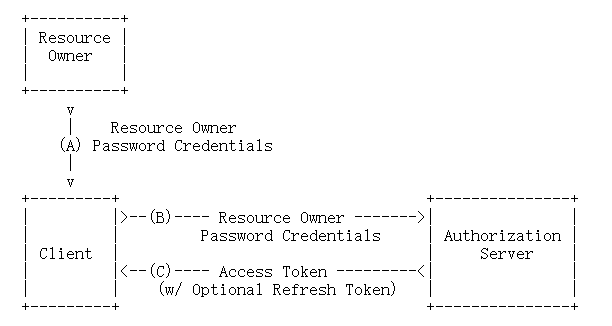 Resource
Owner
v
Resource Owner
(A) Password Credentials
v
>--(B)---- Resource Owner ------->
Password Credentials
Client
Authorization
Server
<--(C)---- Access Token ---------<
(w/ Optional Refresh Token)